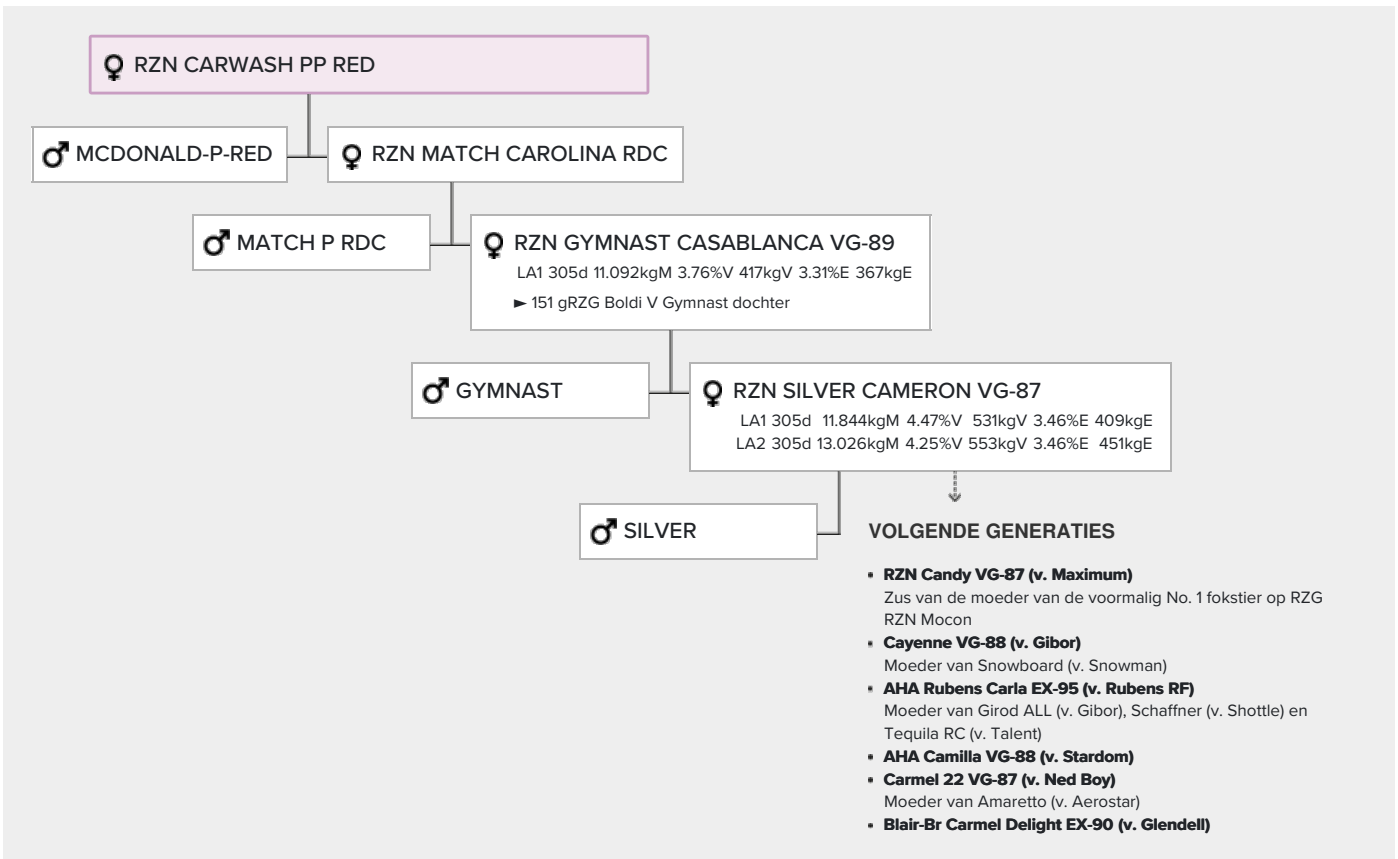 RZN CARWASH PP RED
MCDONALD-P-RED
RZN MATCH CAROLINA RDC
MATCH P RDC
RZN GYMNAST CASABLANCA VG-89
LA1 305d 11.092kgM 3.76%V 417kgV 3.31%E 367kgE
► 151 gRZG Boldi V Gymnast dochter
GYMNAST
RZN SILVER CAMERON VG-87
LA1 305d 11.844kgM 4.47%V 531kgV 3.46%E 409kgE
LA2 305d 13.026kgM 4.25%V 553kgV 3.46%E 451kgE
SILVER
VOLGENDE GENERATIES
• RZN Candy VG-87 (v. Maximum)
Zus van de moeder van de voormalig No. 1 fokstier op RZG
RZN Mocon
• Cayenne VG-88 (v. Gibor)
Moeder van Snowboard (v. Snowman)
• AHA Rubens Carla EX-95 (v. Rubens RF)
Moeder van Girod ALL (v. Gibor), Schaffner (v. Shottle) en
Tequila RC (v. Talent)
• AHA Camilla VG-88 (v. Stardom)
• Carmel 22 VG-87 (v. Ned Boy)
Moeder van Amaretto (v. Aerostar)
• Blair-Br Carmel Delight EX-90 (v. Glendell)